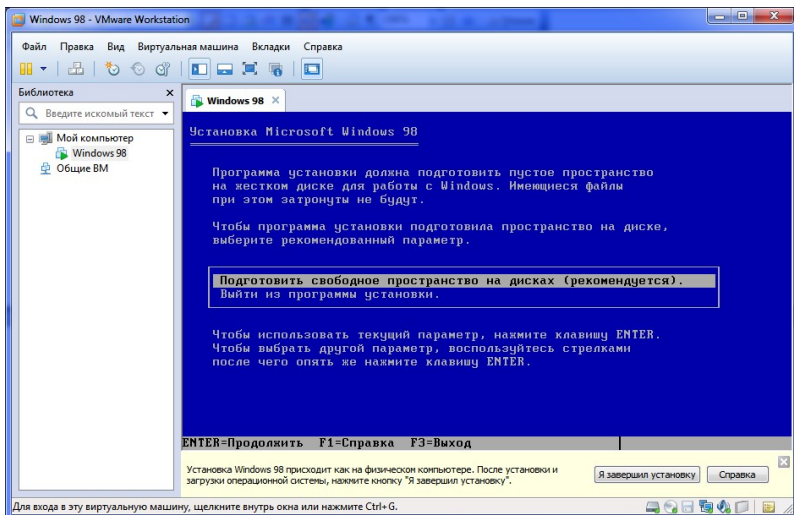 Windows 98 - VMware Workstation
Файл Правка Вид Виртуальная машина Вкладки Справка
Библиотека
Введите искомый текст
Мой компьютер
Windows 98
Общие ВМ
Windows 98
Установка Microsoft Windows 98
Программа установки должна подготовить пустое пространство
на жестком диске для работы с Windows. Имеющиеся файлы
при этом затронуты не будут.
Чтобы программа установки подготовила пространство на диске,
выберите рекомендованный параметр.
Подготовить свободное пространство на дисках (рекомендуется).
Выйти из программы установки.
Чтобы использовать текущий параметр, нажмите клавишу ENTER.
Чтобы выбрать другой параметр, воспользуйтесь стрелками
после чего опять же нажмите клавишу ENTER.
ENTER=Продолжить F1=Справка F3=Выход
Установка Windows 98 присходит как на физическом компьютере. После установки и
загрузки операционной системы, нажмите кнопку "Я завершил установку".
Я завершил установку
Справка
Для входа в эту виртуальную машину, щелкните внутрь окна или нажмите Ctrl+G.